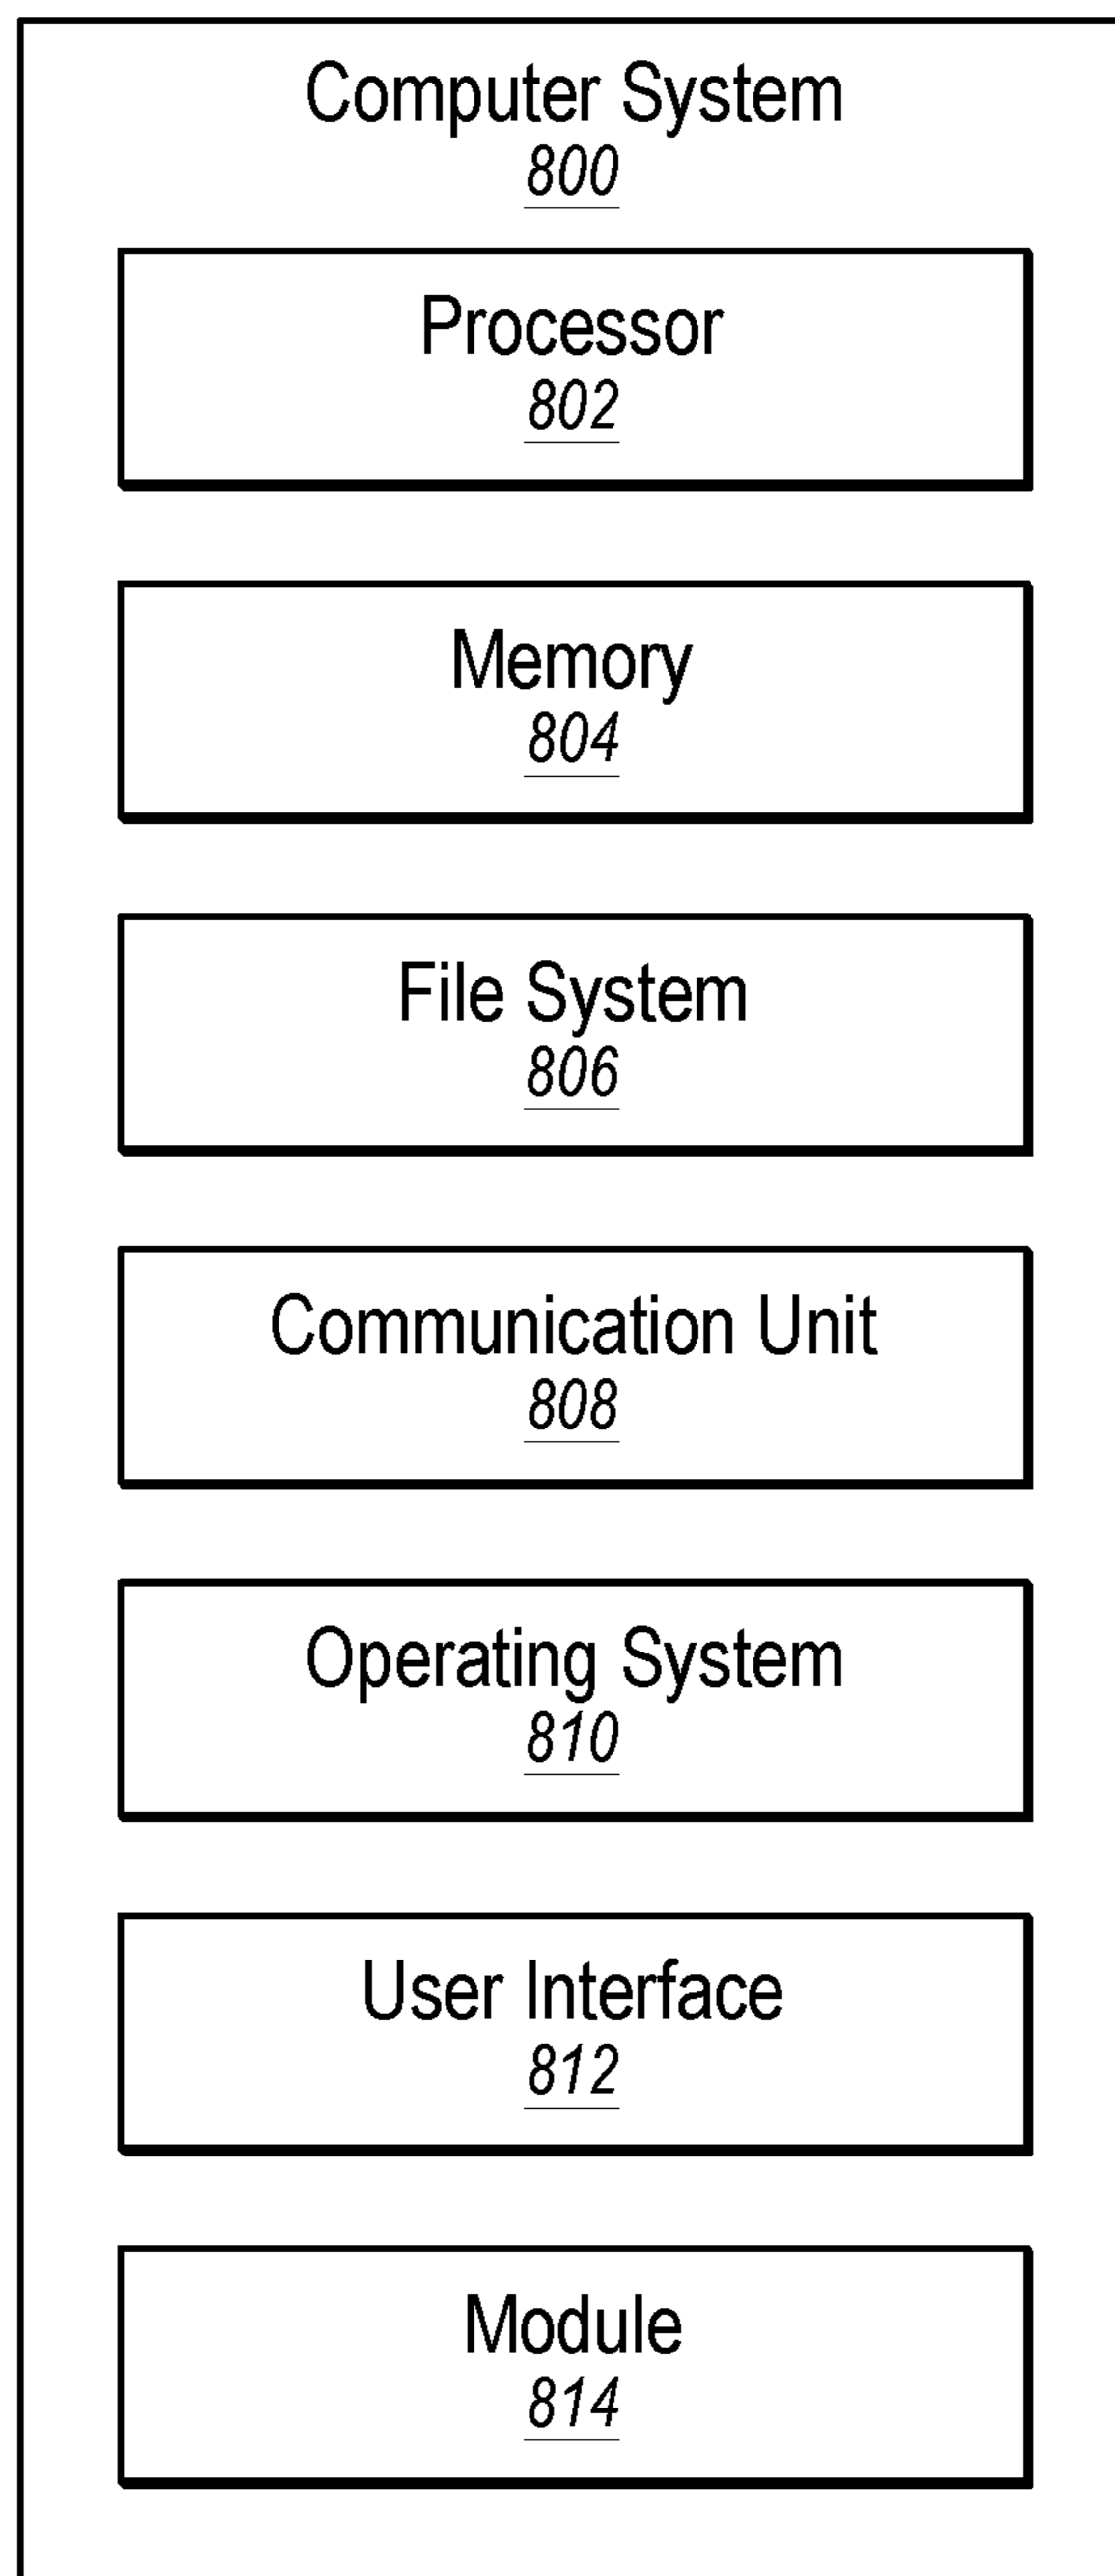 Computer System
800
Processor
802
Memory
804
File System
806
Communication Unit
808
Operating System
810
User Interface
812
Module
814